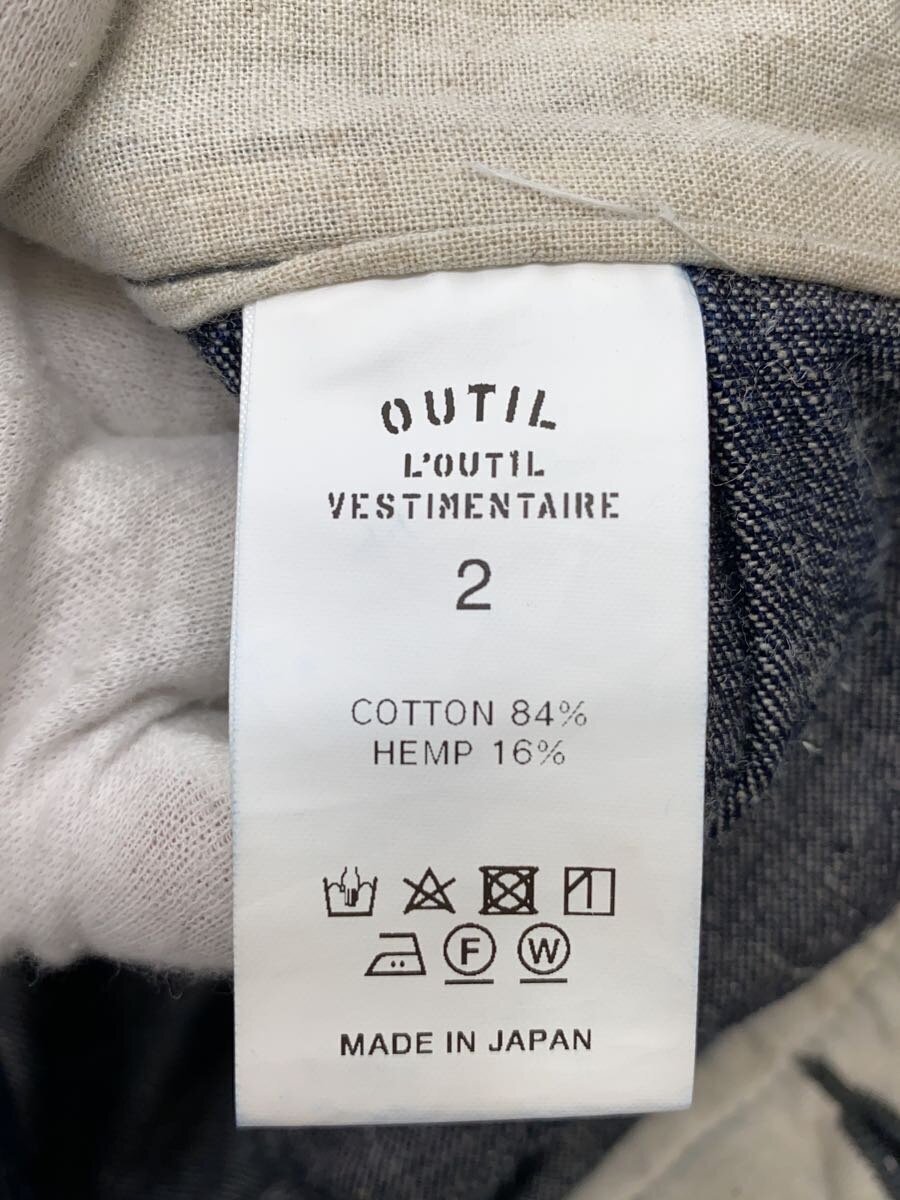 OUTIL
L'OUTIL
VESTIMENTAIRE
2
COTTON 84%
HEMP 16%
F W
MADE IN JAPAN